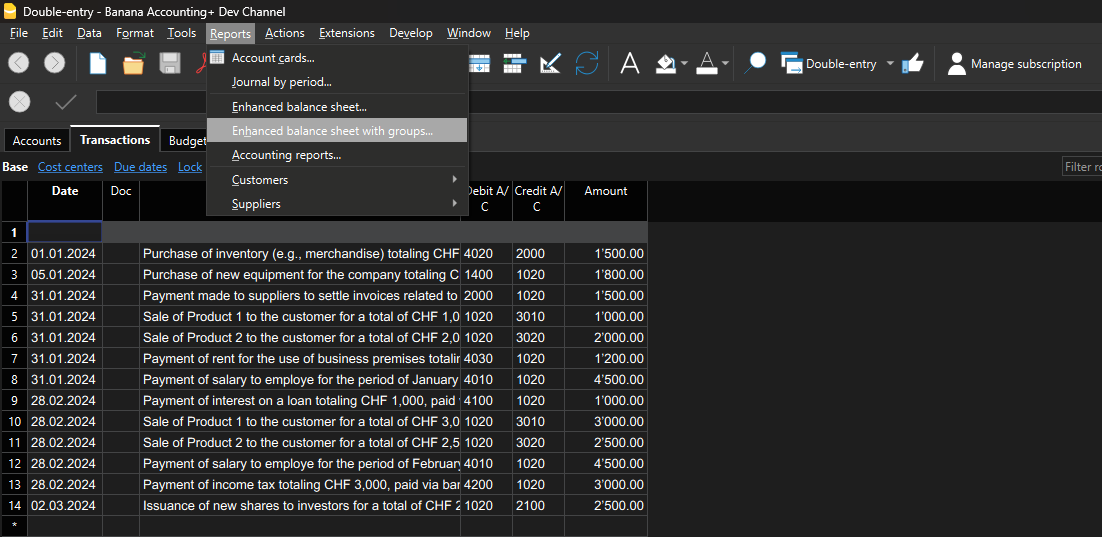 Double-entry - Banana Accounting+ Dev Channel
File Edit Data Format Tools Reports Actions Extensions Develop Window Help
Account cards...
Journal by period...
Enhanced balance sheet...
Enhanced balance sheet with groups...
Accounting reports...
Customers
Suppliers
Double-entry
Manage subscription
Accounts Transactions Budget
Base Cost centers Due dates Lock
Filter ro
Date Doc Debit A/C Credit A/C Amount
1
2 01.01.2024 Purchase of inventory (e.g., merchandise) totaling CHF 4020 2000 1'500.00
3 05.01.2024 Purchase of new equipment for the company totaling C 1400 1020 1'800.00
4 31.01.2024 Payment made to suppliers to settle invoices related to 2000 1020 1'500.00
5 31.01.2024 Sale of Product 1 to the customer for a total of CHF 1,0 1020 3010 1'000.00
6 31.01.2024 Sale of Product 2 to the customer for a total of CHF 2,0 1020 3020 2'000.00
7 31.01.2024 Payment of rent for the use of business premises totalin 4030 1020 1'200.00
8 31.01.2024 Payment of salary to employe for the period of January 4010 1020 4'500.00
9 28.02.2024 Payment of interest on a loan totaling CHF 1,000, paid 4100 1020 1'000.00
10 28.02.2024 Sale of Product 1 to the customer for a total of CHF 3,0 1020 3010 3'000.00
11 28.02.2024 Sale of Product 2 to the customer for a total of CHF 2,5 1020 3020 2'500.00
12 28.02.2024 Payment of salary to employe for the period of February 4010 1020 4'500.00
13 28.02.2024 Payment of income tax totaling CHF 3,000, paid via ban 4200 1020 3'000.00
14 02.03.2024 Issuance of new shares to investors for a total of CHF 2 1020 2100 2'500.00
*